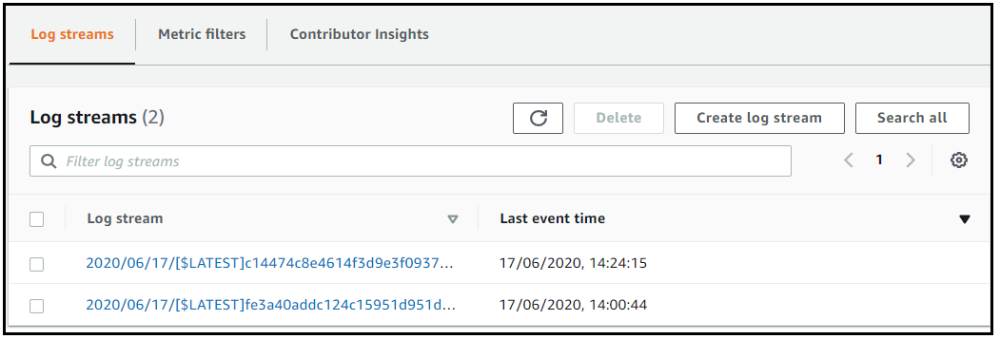 Log streams Metric filters Contributor Insights
Log streams (2) Delete Create log stream Search all
Filter log streams 1
Log stream Last event time
2020/06/17/[$LATEST]c14474c8e4614f3d9e3f0937... 17/06/2020, 14:24:15
2020/06/17/[$LATEST]fe3a40addc124c15951d951d... 17/06/2020, 14:00:44